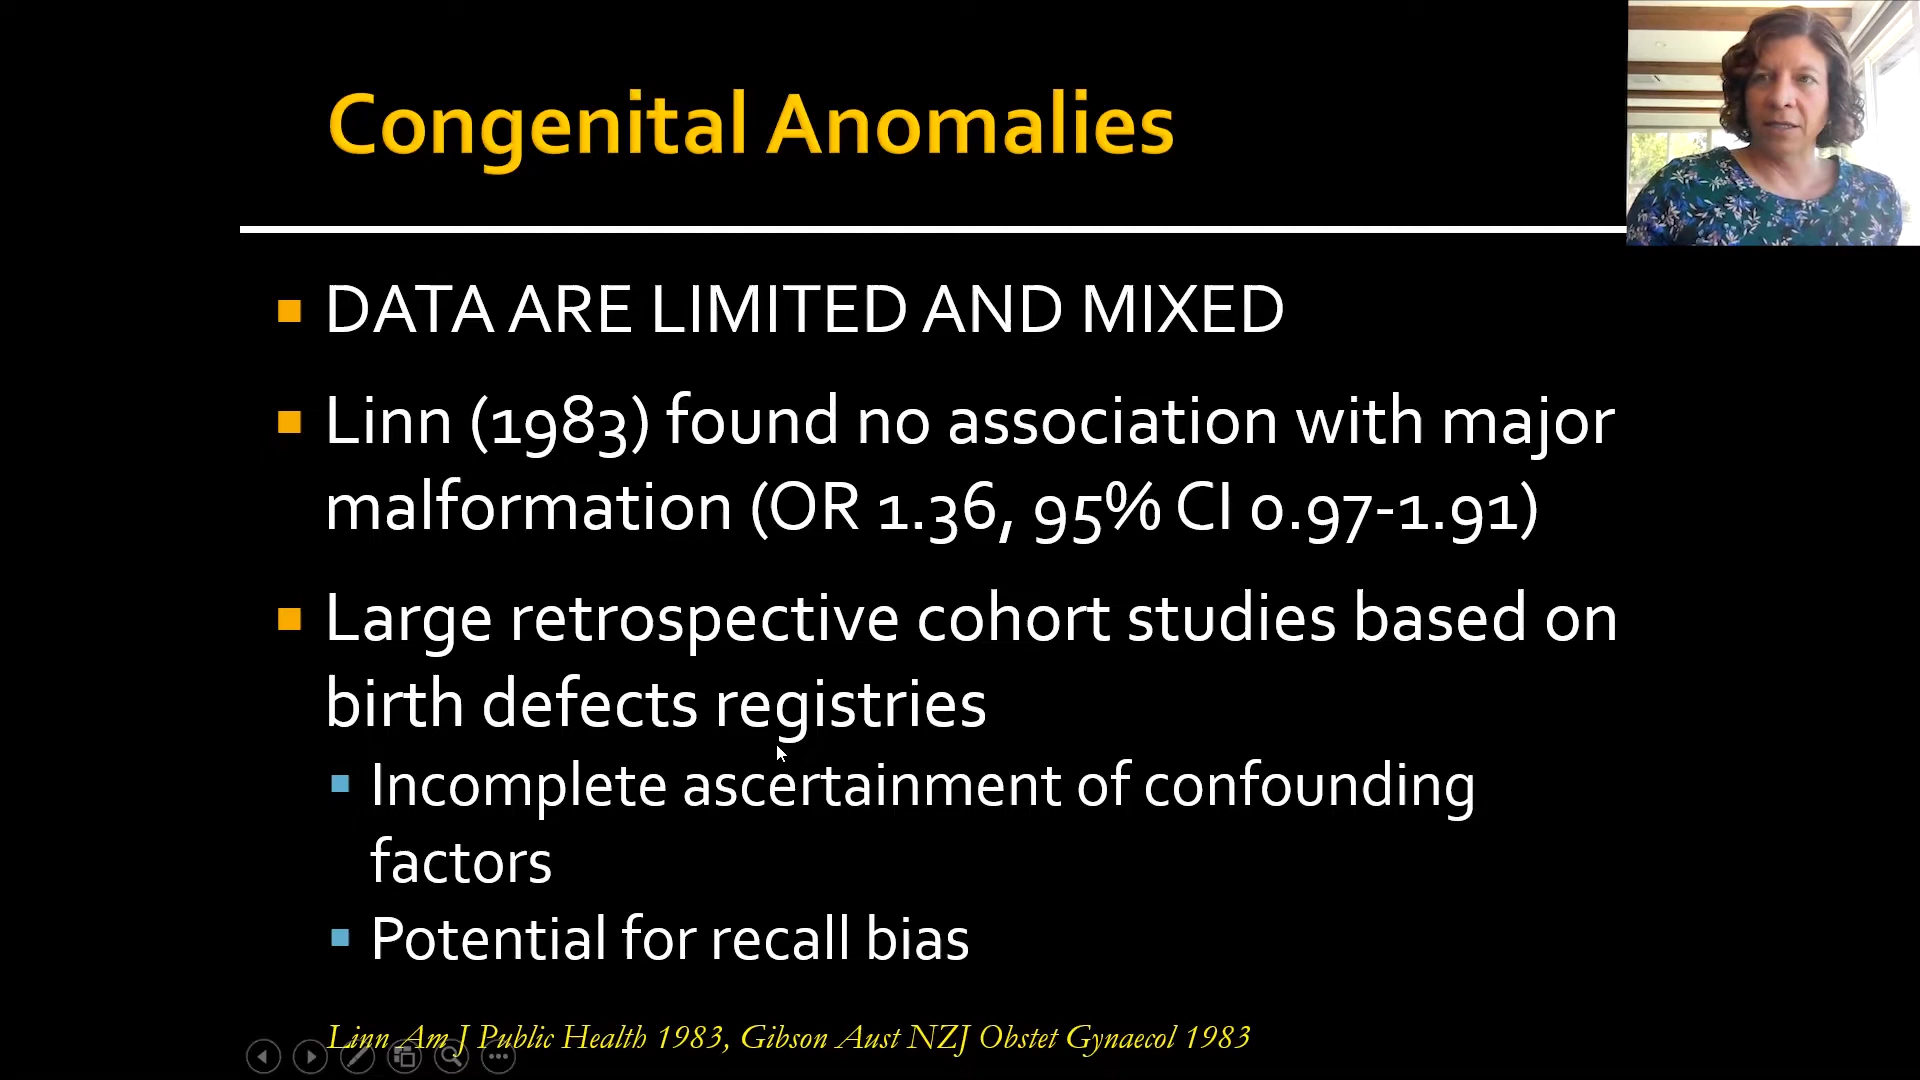 Congenital Anomalies
DATA ARE LIMITED AND MIXED
Linn (1983) found no association with major
malformation (OR 1.36, 95% CI 0.97-1.91)
Large retrospective cohort studies based on
birth defects registries
Incomplete ascertainment of confounding
factors
Potential for recall bias
Linn Am J Public Health 1983, Gibson Aust NZJ Obstet Gynaecol 1983